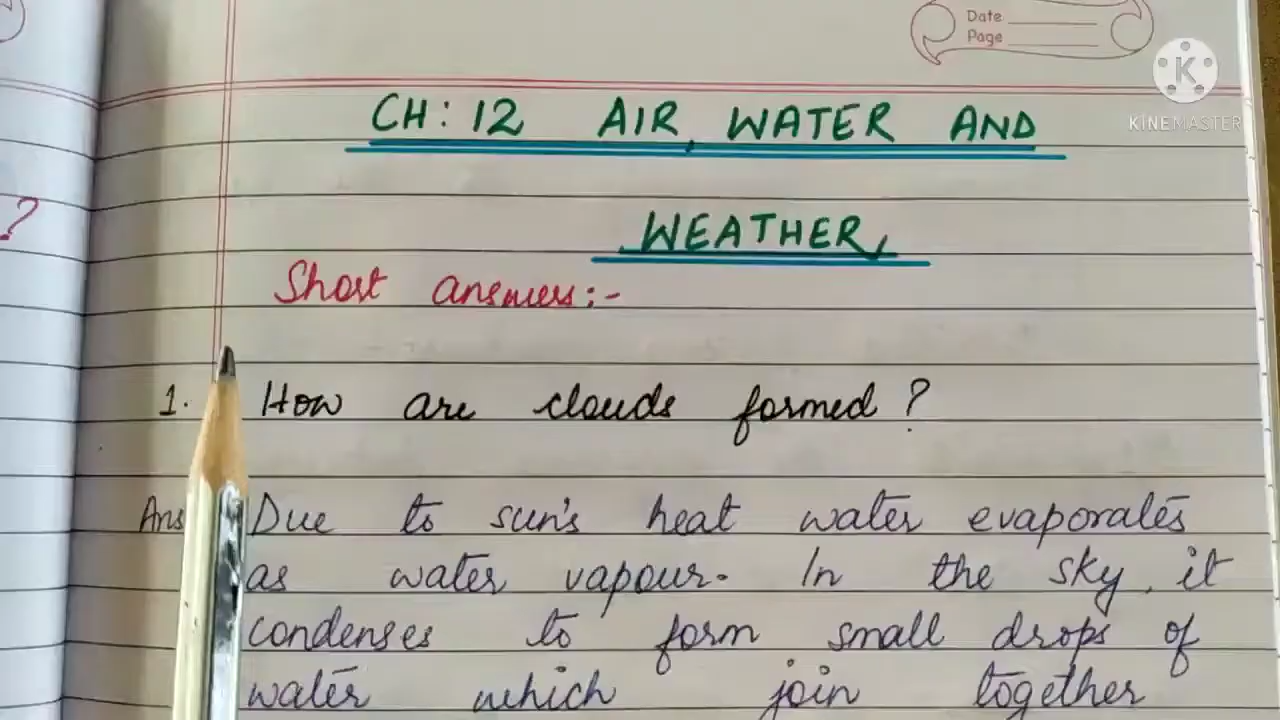 Date
Page
K
KINEMASTER
CH: 12 AIR, WATER AND
WEATHER
?
Short answers:-
1. How are clouds formed?
Ans Due to sun's heat water evaporates
as water vapour. In the sky, it
condenses to form small drops of
water which join together